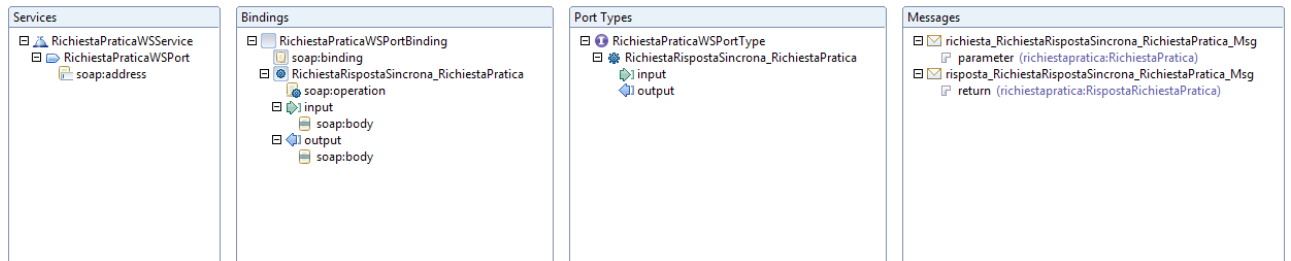 Services
RichiestaPraticaWSService
RichiestaPraticaWSPort
soap:address
Bindings
RichiestaPraticaWSPortBinding
soap:binding
RichiestaRispostaSincrona_RichiestaPratica
soap:operation
input
soap:body
output
soap:body
Port Types
RichiestaPraticaWSPortType
RichiestaRispostaSincrona_RichiestaPratica
input
output
Messages
richiesta_RichiestaRispostaSincrona_RichiestaPratica_Msg
parameter (richiestapratica:RichiestaPratica)
risposta_RichiestaRispostaSincrona_RichiestaPratica_Msg
return (richiestapratica:RispostaRichiestaPratica)